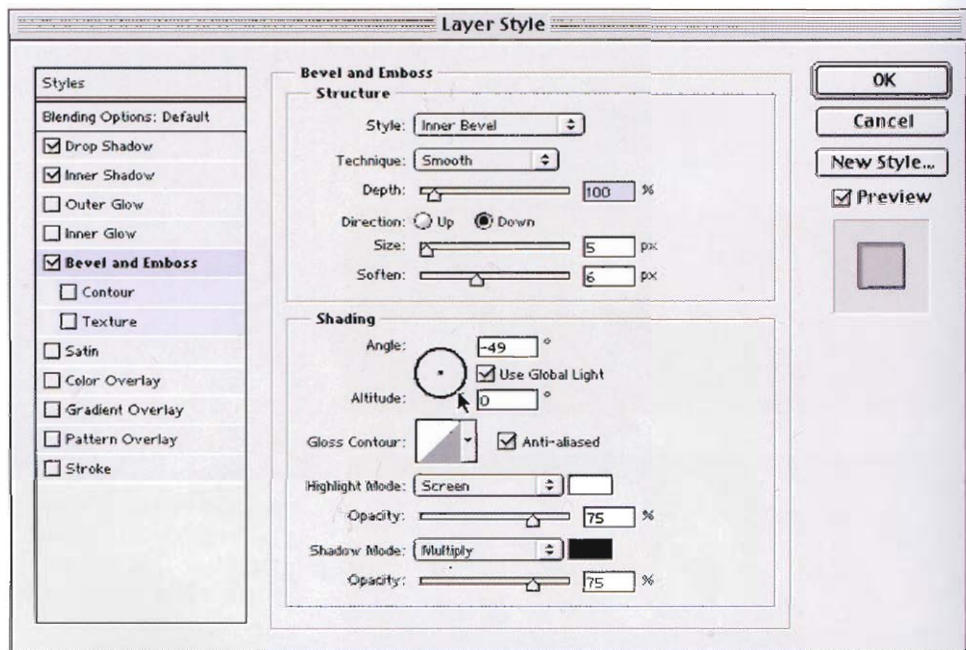 Layer Style
Styles
Blending Options: Default
Drop Shadow
Inner Shadow
Outer Glow
Inner Glow
Bevel and Emboss
Contour
Texture
Satin
Color Overlay
Gradient Overlay
Pattern Overlay
Stroke
Bevel and Emboss
Structure
Style: Inner Bevel
Technique: Smooth
Depth: 100 %
Direction: Up Down
Size: 5 px
Soften: 6 px
Shading
Angle: -49 °
Use Global Light
Altitude: 0 °
Gloss Contour: Anti-aliased
Highlight Mode: Screen
Opacity: 75 %
Shadow Mode: Multiply
Opacity: 75 %
OK
Cancel
New Style...
Preview